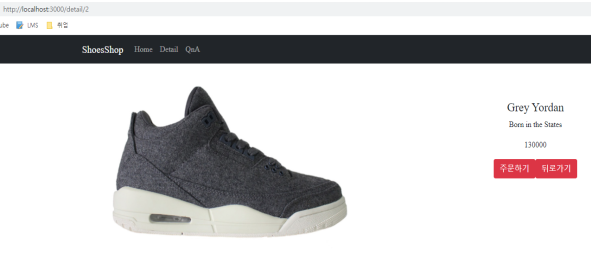 http://localhost:3000/detail/2
ube LMS 취업
ShoesShop Home Detail QnA
Grey Yordan
Born in the States
130000
주문하기 뒤로가기